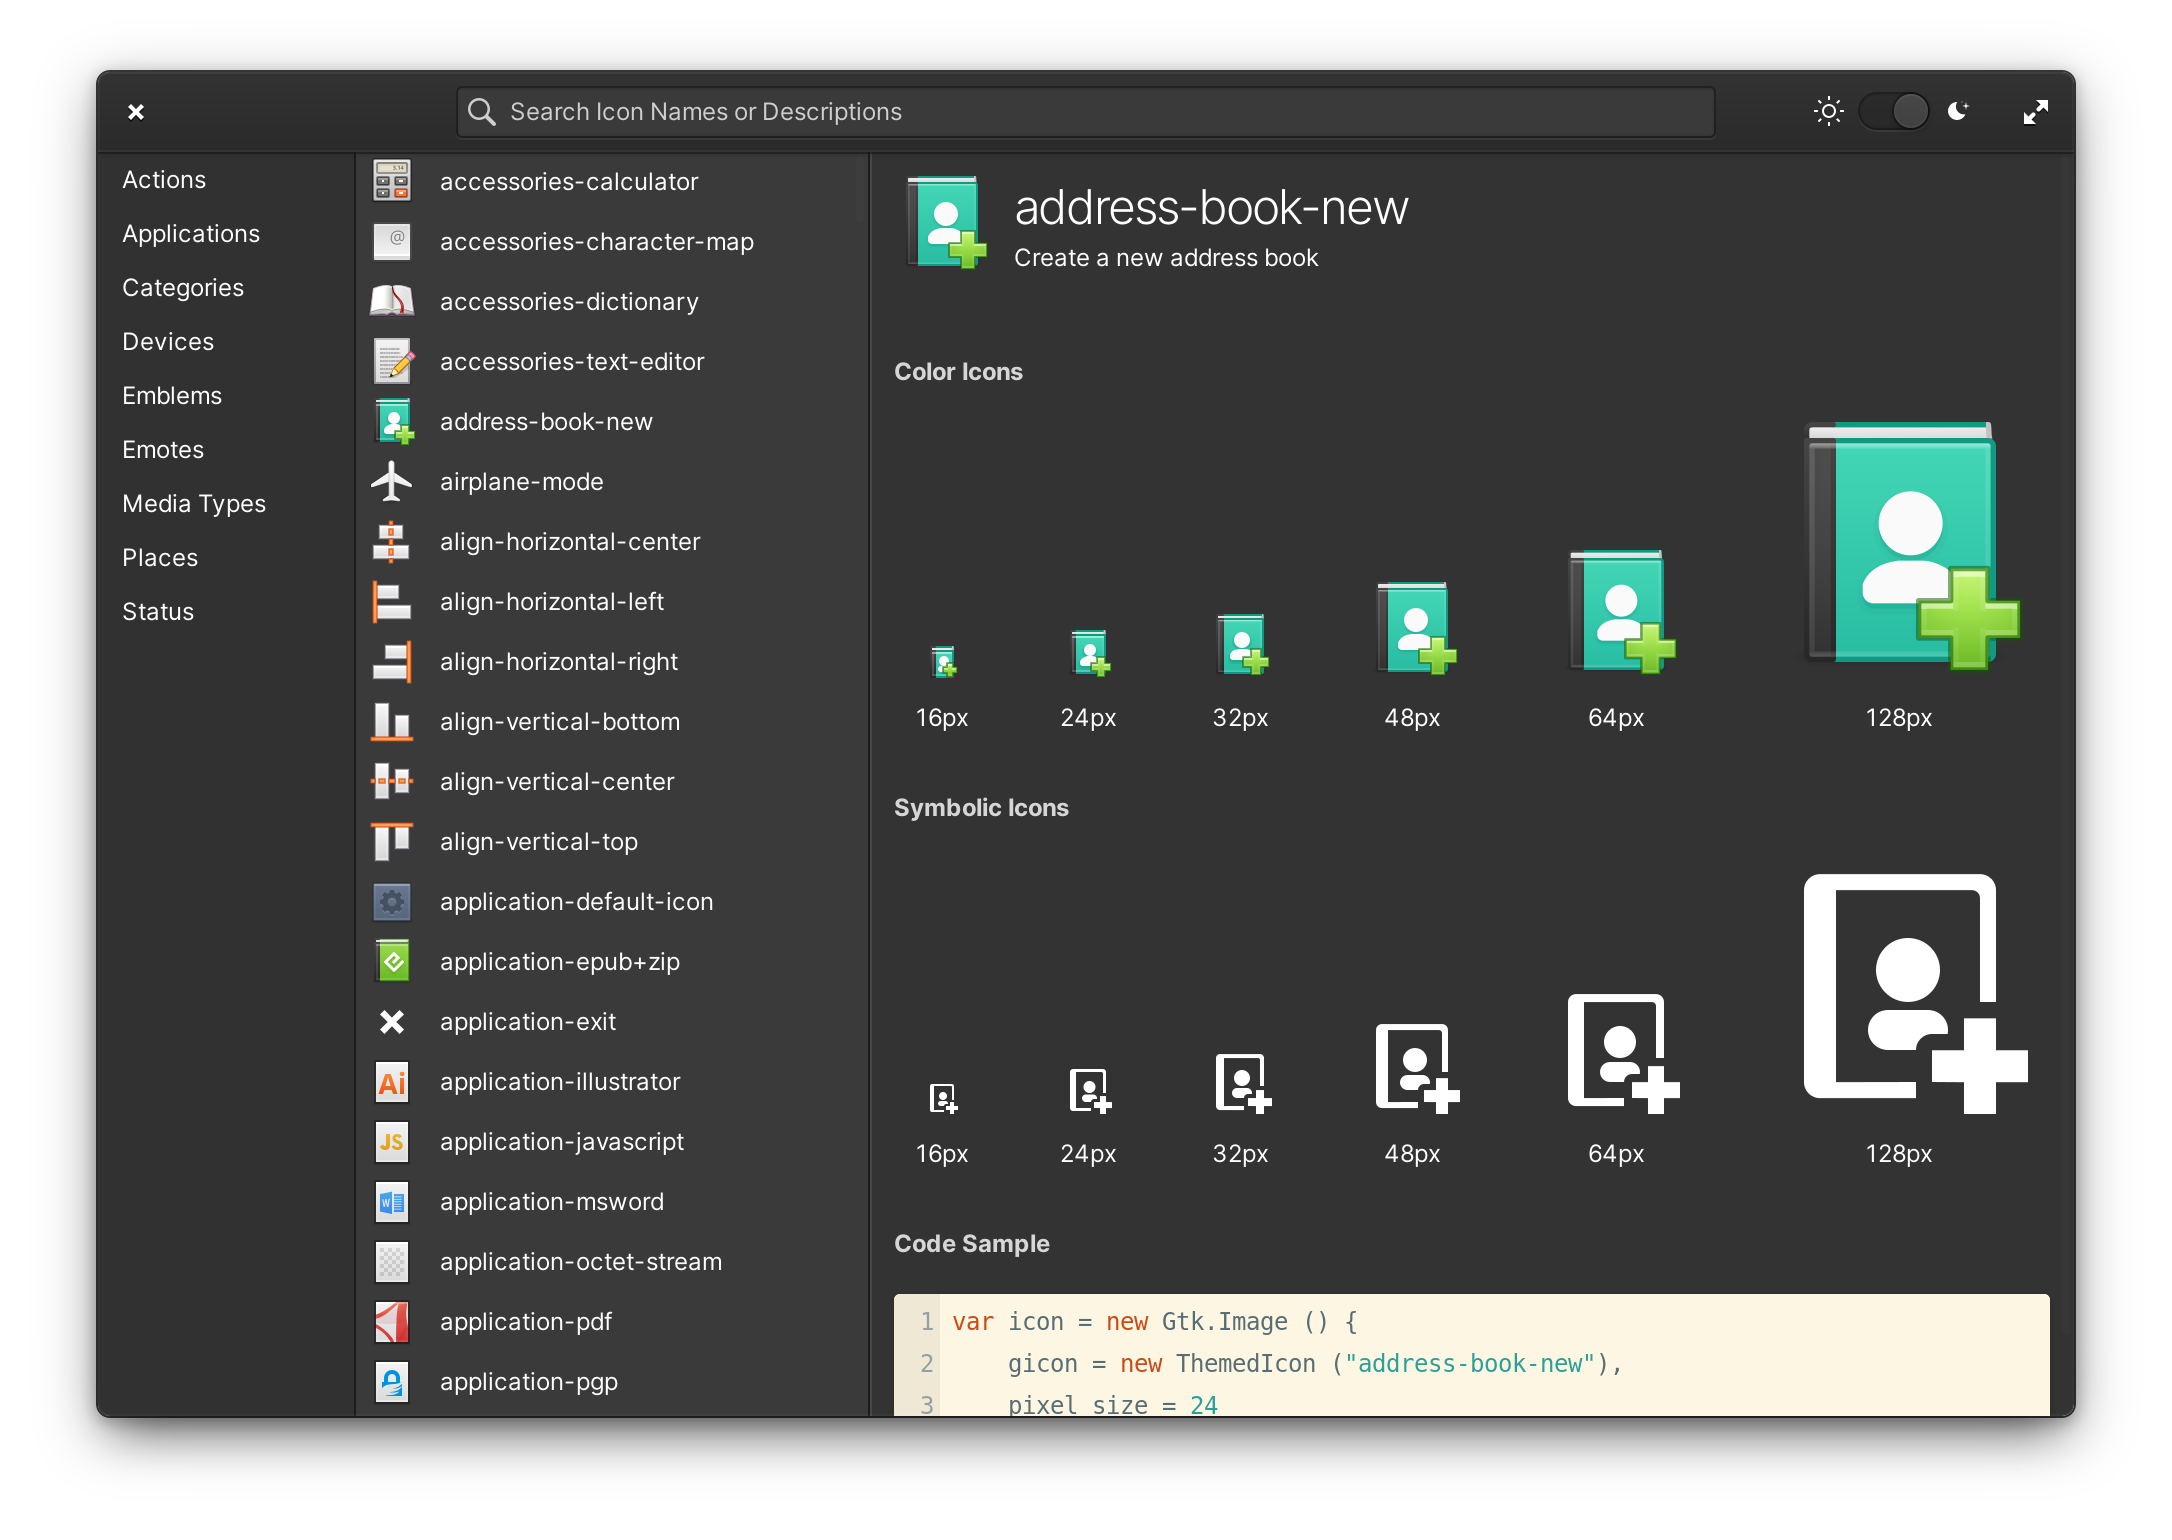 Search Icon Names or Descriptions
Actions
Applications
Categories
Devices
Emblems
Emotes
Media Types
Places
Status
accessories-calculator
accessories-character-map
accessories-dictionary
accessories-text-editor
address-book-new
airplane-mode
align-horizontal-center
align-horizontal-left
align-horizontal-right
align-vertical-bottom
align-vertical-center
align-vertical-top
application-default-icon
application-epub+zip
application-exit
Ai application-illustrator
JS application-javascript
W application-msword
application-octet-stream
application-pdf
application-pgp
address-book-new
Create a new address book
Color Icons
16px 24px 32px 48px 64px 128px
Symbolic Icons
16px 24px 32px 48px 64px 128px
Code Sample
1 var icon = new Gtk.Image () {
2     gicon = new ThemedIcon ("address-book-new"),
3     pixel_size = 24